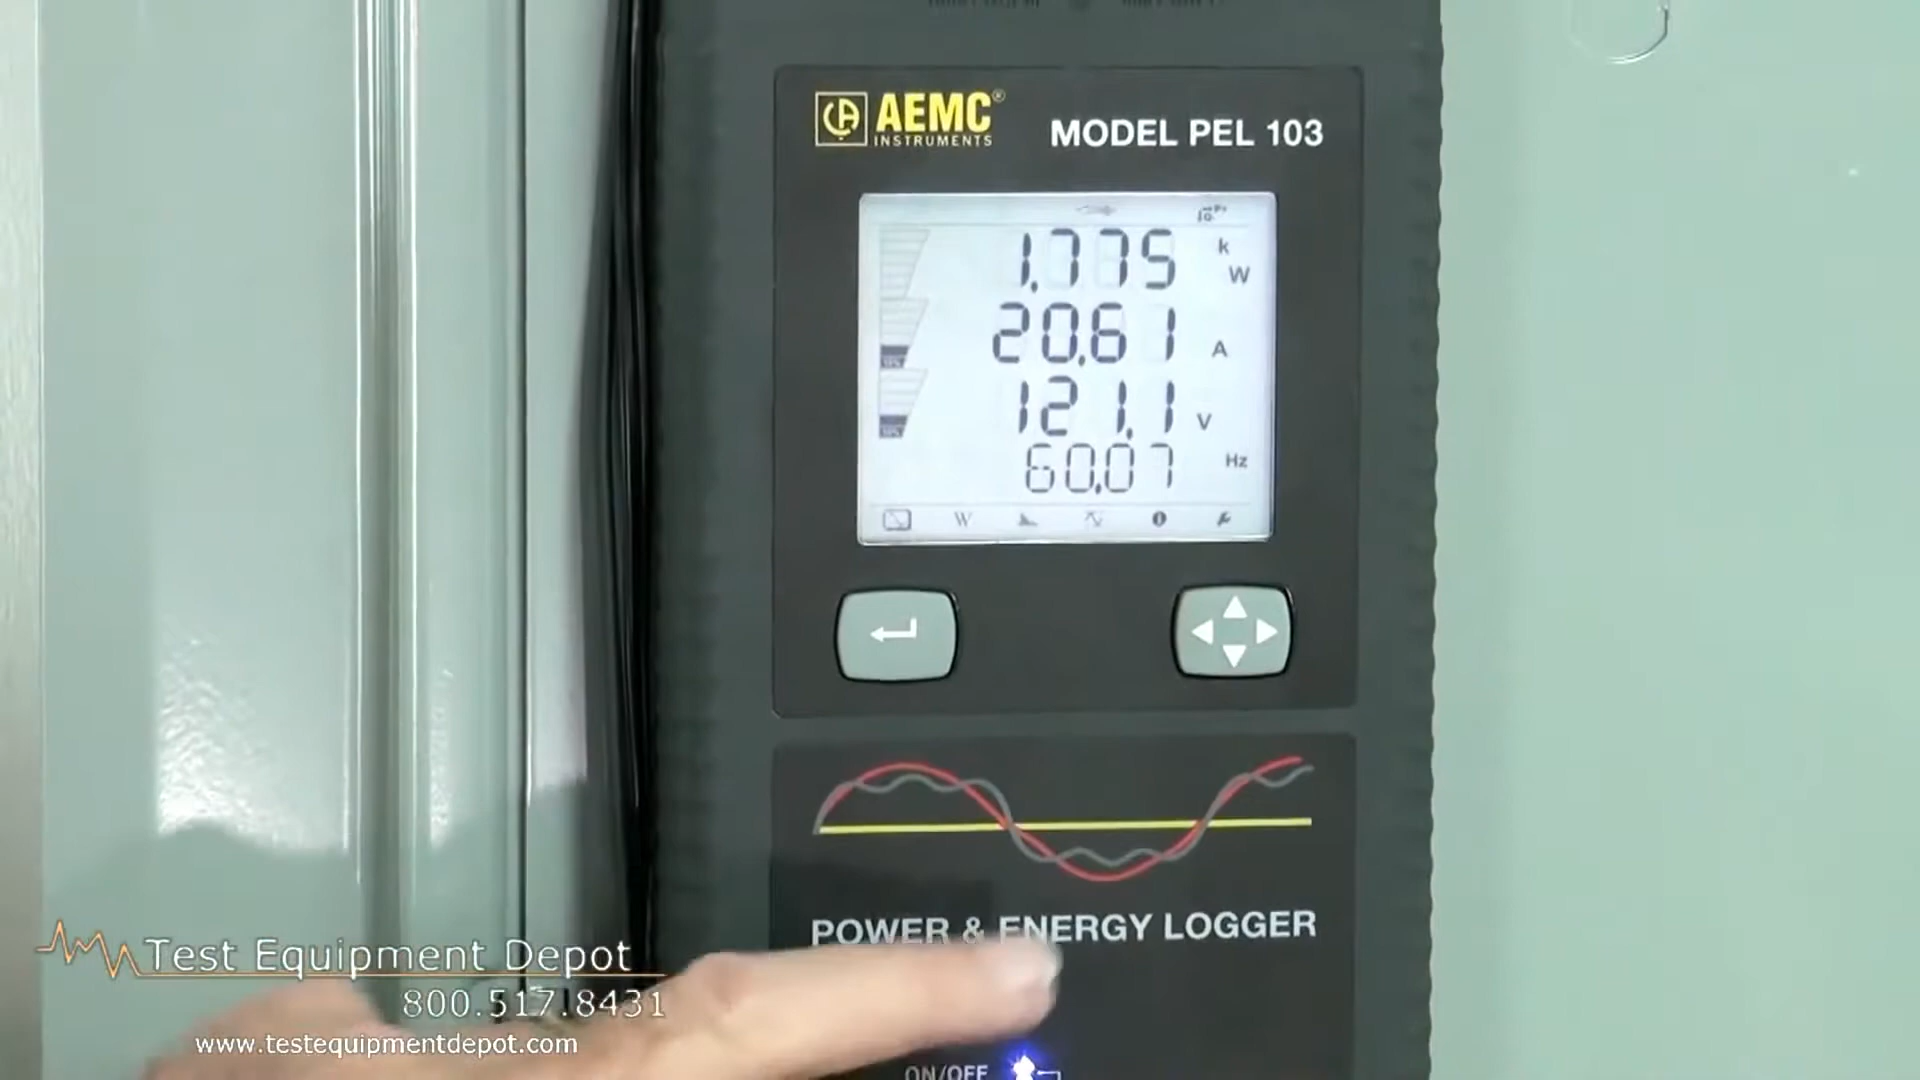 AEMC®
INSTRUMENTS
MODEL PEL 103
1.775 kW
20.61 A
121.1 V
60.07 Hz
W
POWER & ENERGY LOGGER
Test Equipment Depot
800.517.8431
www.testequipmentdepot.com
ON/OFF